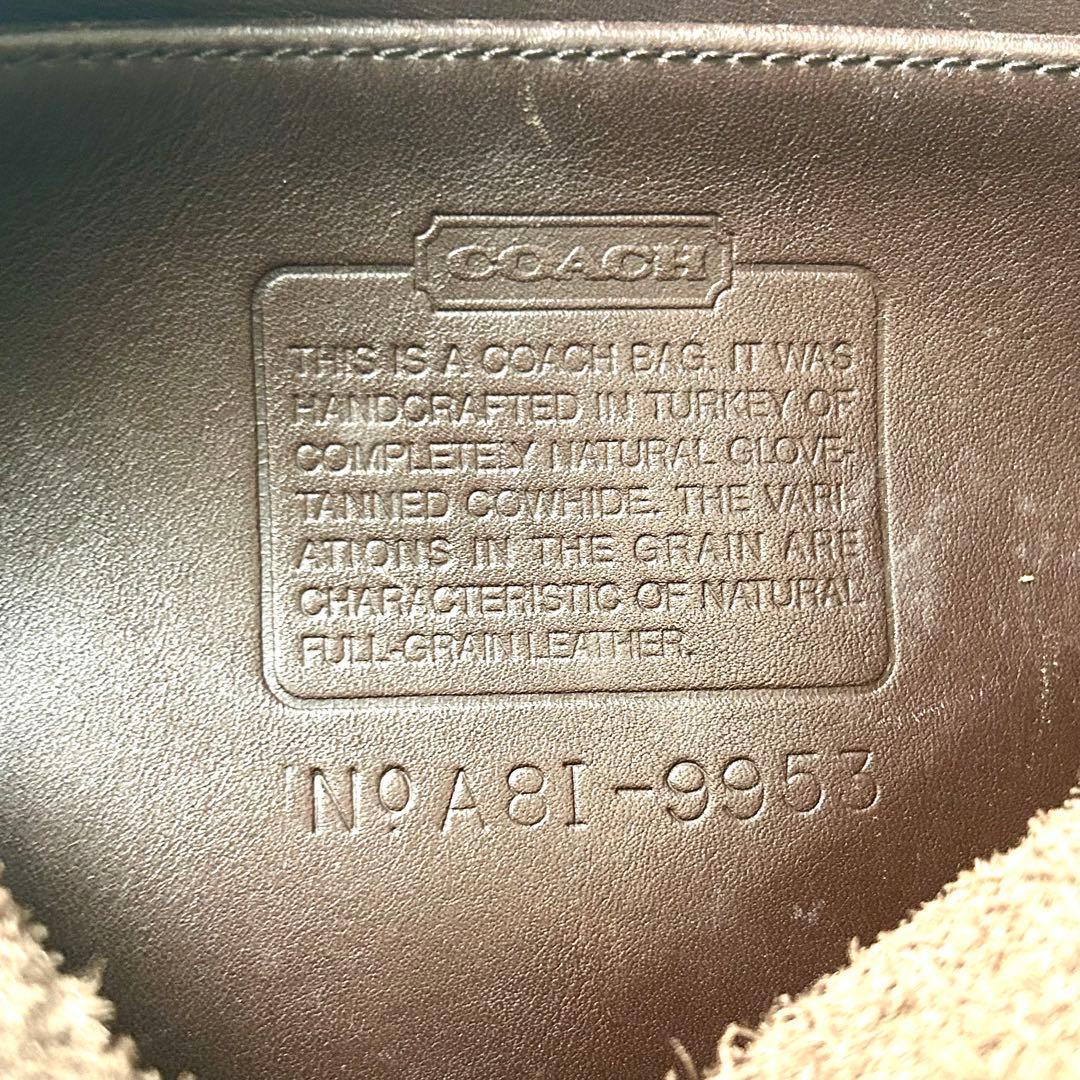 COACH
THIS IS A COACH BAG. IT WAS
HANDCRAFTED IN TURKEY OF
COMPLETELY NATURAL GLOVE-
TANNED COWHIDE. THE VARI-
ATIONS IN THE GRAIN ARE
CHARACTERISTIC OF NATURAL
FULL-GRAIN LEATHER.
NoA8I-9953